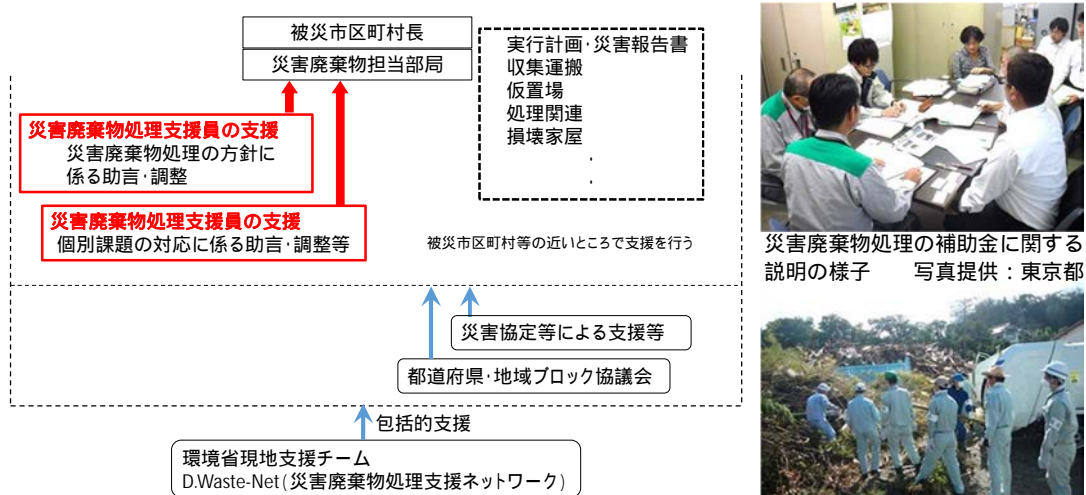 被災市区町村長
災害廃棄物担当部局
実行計画・災害報告書
収集運搬
仮置場
処理関連
損壊家屋
・
・
災害廃棄物処理支援員の支援
災害廃棄物処理の方針に
係る助言・調整
災害廃棄物処理支援員の支援
個別課題の対応に係る助言・調整等
被災市区町村等の近いところで支援を行う
災害協定等による支援等
都道府県・地域ブロック協議会
包括的支援
環境省現地支援チーム
D.Waste-Net(災害廃棄物処理支援ネットワーク)
災害廃棄物処理の補助金に関する
説明の様子　写真提供：東京都